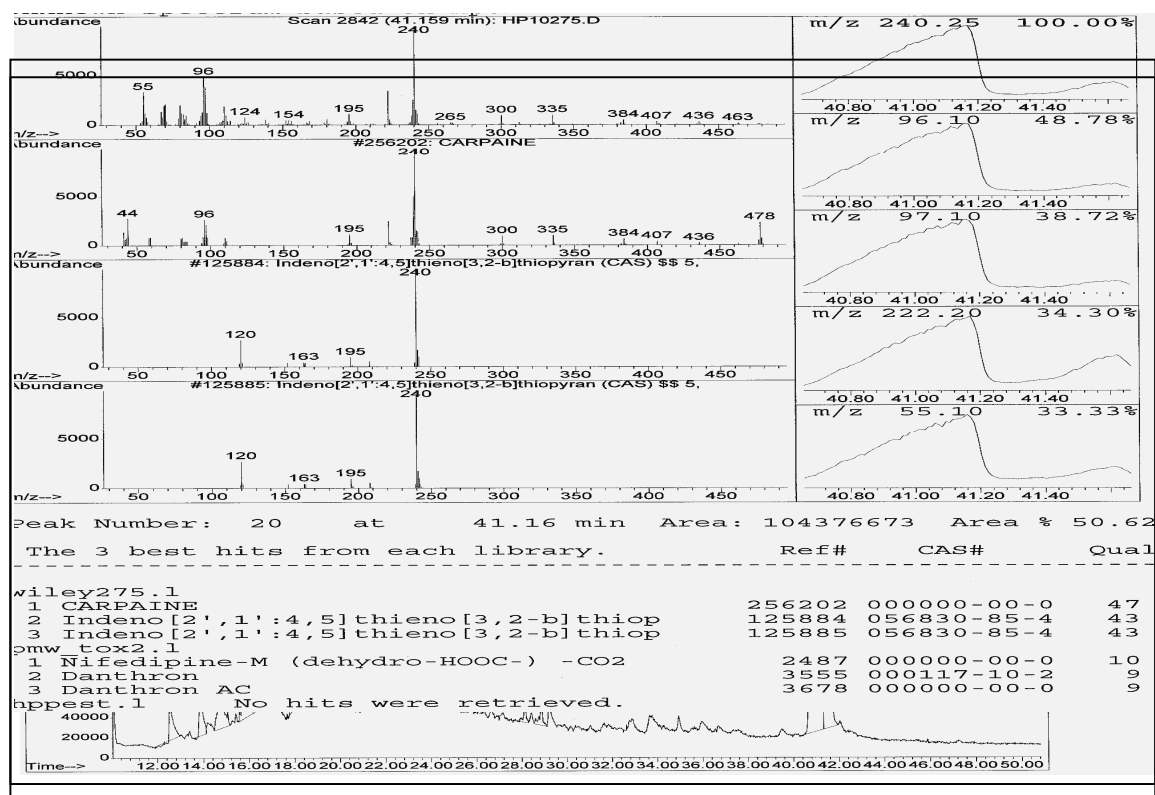 Abundance
Scan 2842 (41.159 min): HP10275.D
240
5000
55
96
124
154
195
265
300
335
384 407 436 463
0
m/z--> 50 100 150 200 250 300 350 400 450
Abundance
#256202: CARPAINE
240
5000
44
96
195
300
335
384 407 436
478
0
m/z--> 50 100 150 200 250 300 350 400 450
Abundance
#125884: Indeno[2',1':4,5]thieno[3,2-b]thiopyran (CAS) $$ 5,
240
5000
120
163
195
0
m/z--> 50 100 150 200 250 300 350 400 450
Abundance
#125885: Indeno[2',1':4,5]thieno[3,2-b]thiopyran (CAS) $$ 5,
240
5000
120
163
195
0
m/z--> 50 100 150 200 250 300 350 400 450
m/z 240.25 100.00%
40.80 41.00 41.20 41.40
m/z 96.10 48.78%
40.80 41.00 41.20 41.40
m/z 97.10 38.72%
40.80 41.00 41.20 41.40
m/z 222.20 34.30%
40.80 41.00 41.20 41.40
m/z 55.10 33.33%
40.80 41.00 41.20 41.40
Peak Number: 20 at 41.16 min Area: 104376673 Area % 50.62
The 3 best hits from each library. Ref# CAS# Qual
wiley275.l
1 CARPAINE 256202 000000-00-0 47
2 Indeno[2',1':4,5]thieno[3,2-b]thiop 125884 056830-85-4 43
3 Indeno[2',1':4,5]thieno[3,2-b]thiop 125885 056830-85-4 43
pmw_tox2.l
1 Nifedipine-M (dehydro-HOOC-) -CO2 2487 000000-00-0 10
2 Danthron 3555 000117-10-2 9
3 Danthron AC 3678 000000-00-0 9
hppest.l No hits were retrieved.
40000
20000
0
Time--> 12.00 14.00 16.00 18.00 20.00 22.00 24.00 26.00 28.00 30.00 32.00 34.00 36.00 38.00 40.00 42.00 44.00 46.00 48.00 50.00